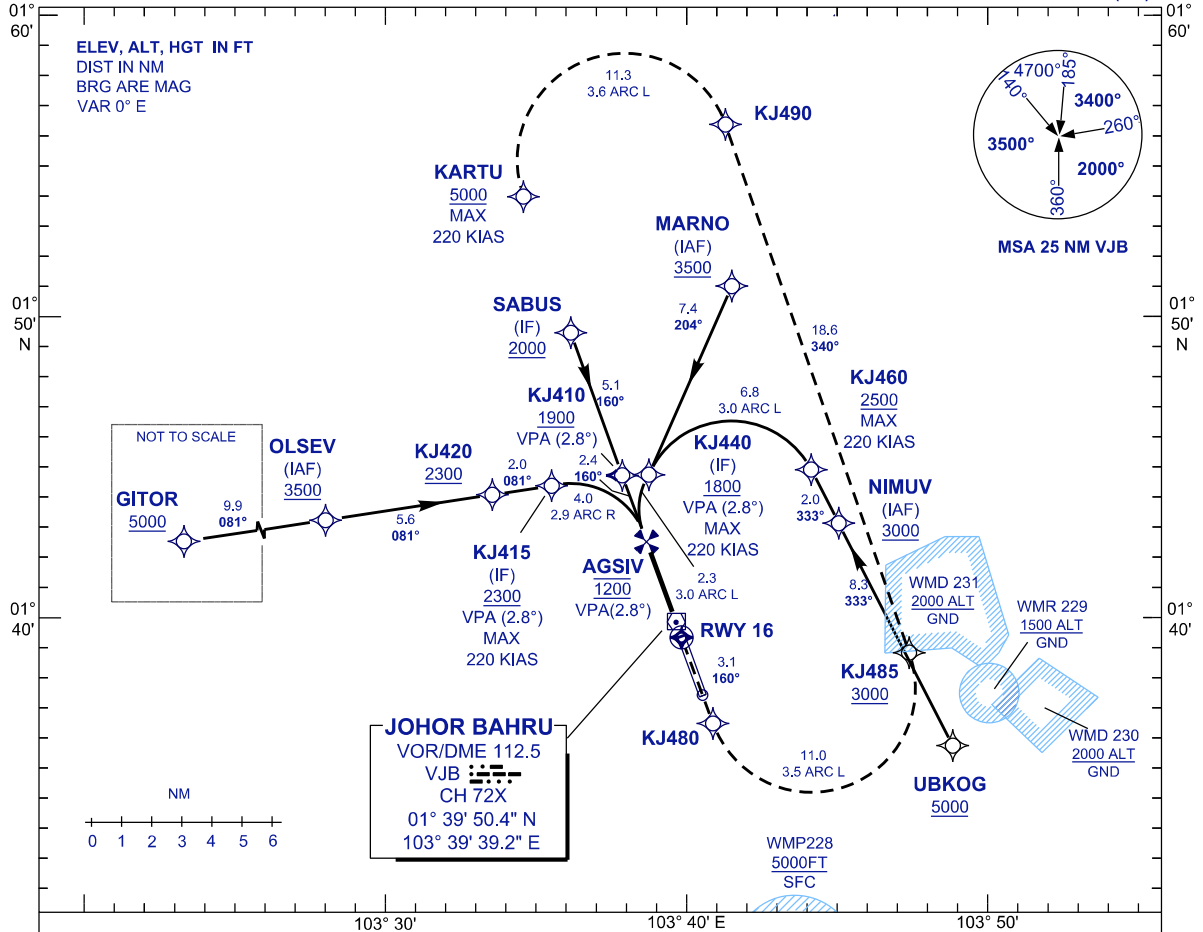 01°
60'
01°
60'
ELEV, ALT, HGT IN FT
DIST IN NM
BRG ARE MAG
VAR 0° E
11.3
3.6 ARC L
KJ490
4700°
140°
185°
3400°
260°
3500°
2000°
360°
MSA 25 NM VJB
KARTU
5000
MAX
220 KIAS
MARNO
(IAF)
3500
7.4
204°
01°
50'
N
01°
50'
N
SABUS
(IF)
2000
5.1
160°
18.6
340°
KJ410
1900
VPA (2.8°)
6.8
3.0 ARC L
KJ460
2500
MAX
220 KIAS
NOT TO SCALE
GITOR
5000
9.9
081°
OLSEV
(IAF)
3500
5.6
081°
KJ420
2300
2.0
081°
2.4
160°
4.0
2.9 ARC R
KJ440
(IF)
1800
VPA (2.8°)
MAX
220 KIAS
2.0
333°
NIMUV
(IAF)
3000
KJ415
(IF)
2300
VPA (2.8°)
MAX
220 KIAS
AGSIV
1200
VPA(2.8°)
2.3
3.0 ARC L
8.3
333°
WMD 231
2000 ALT
GND
WMR 229
1500 ALT
GND
01°
40'
01°
40'
RWY 16
3.1
160°
KJ485
3000
KJ480
11.0
3.5 ARC L
WMD 230
2000 ALT
GND
UBKOG
5000
JOHOR BAHRU
VOR/DME 112.5
VJB
CH 72X
01° 39' 50.4" N
103° 39' 39.2" E
NM
0 1 2 3 4 5 6
WMP228
5000FT
SFC
103° 30'
103° 40' E
103° 50'